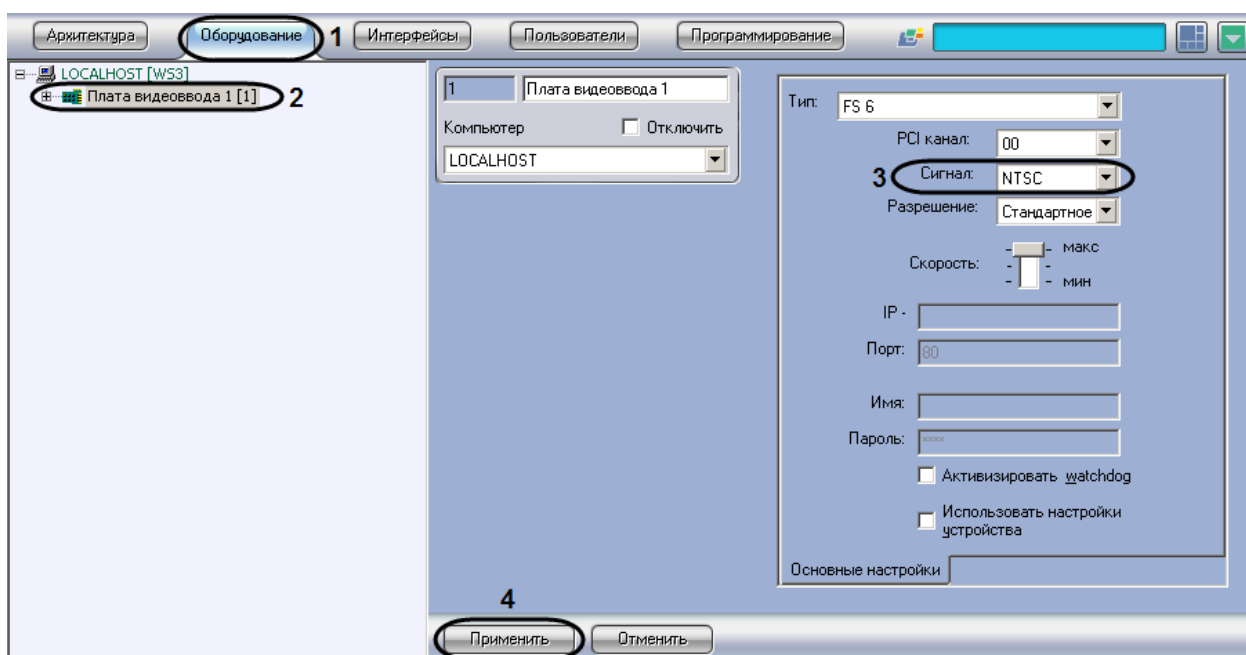 Архитектура Оборудование 1 Интерфейсы Пользователи Программирование
LOCALHOST [WS3]
Плата видеоввода 1 [1] 2
1 Плата видеоввода 1
Компьютер Отключить
LOCALHOST
Тип: FS 6
PCI канал: 00
3 Сигнал: NTSC
Разрешение: Стандартное
Скорость: макс
мин
IP -
Порт: 80
Имя:
Пароль: ****
Активизировать watchdog
Использовать настройки
устройства
Основные настройки
4
Применить Отменить